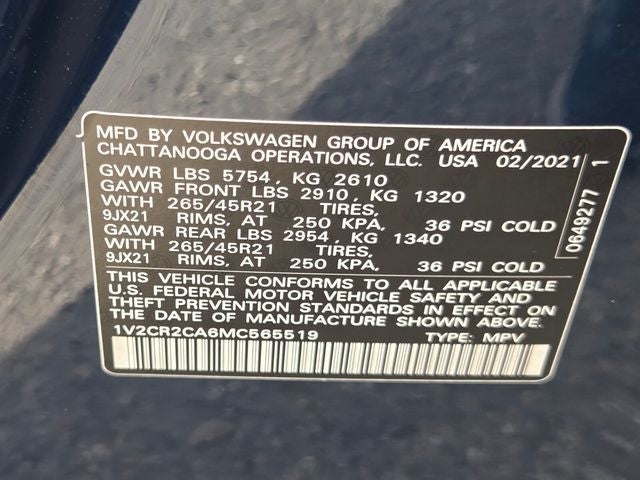 MFD BY VOLKSWAGEN GROUP OF AMERICA
CHATTANOOGA OPERATIONS, LLC. USA 02/2021
GVWR LBS 5754 , KG 2610
GAWR FRONT LBS 2910 , KG 1320
WITH 265/45R21 TIRES,
9JX21 RIMS, AT 250 KPA, 36 PSI COLD
GAWR REAR LBS 2954 , KG 1340
WITH 265/45R21 TIRES,
9JX21 RIMS, AT 250 KPA, 36 PSI COLD
THIS VEHICLE CONFORMS TO ALL APPLICABLE
U.S. FEDERAL MOTOR VEHICLE SAFETY AND
THEFT PREVENTION STANDARDS IN EFFECT ON
THE DATE OF MANUFACTURE SHOWN ABOVE.
1V2CR2CA6MC565519 TYPE: MPV
0649277 1